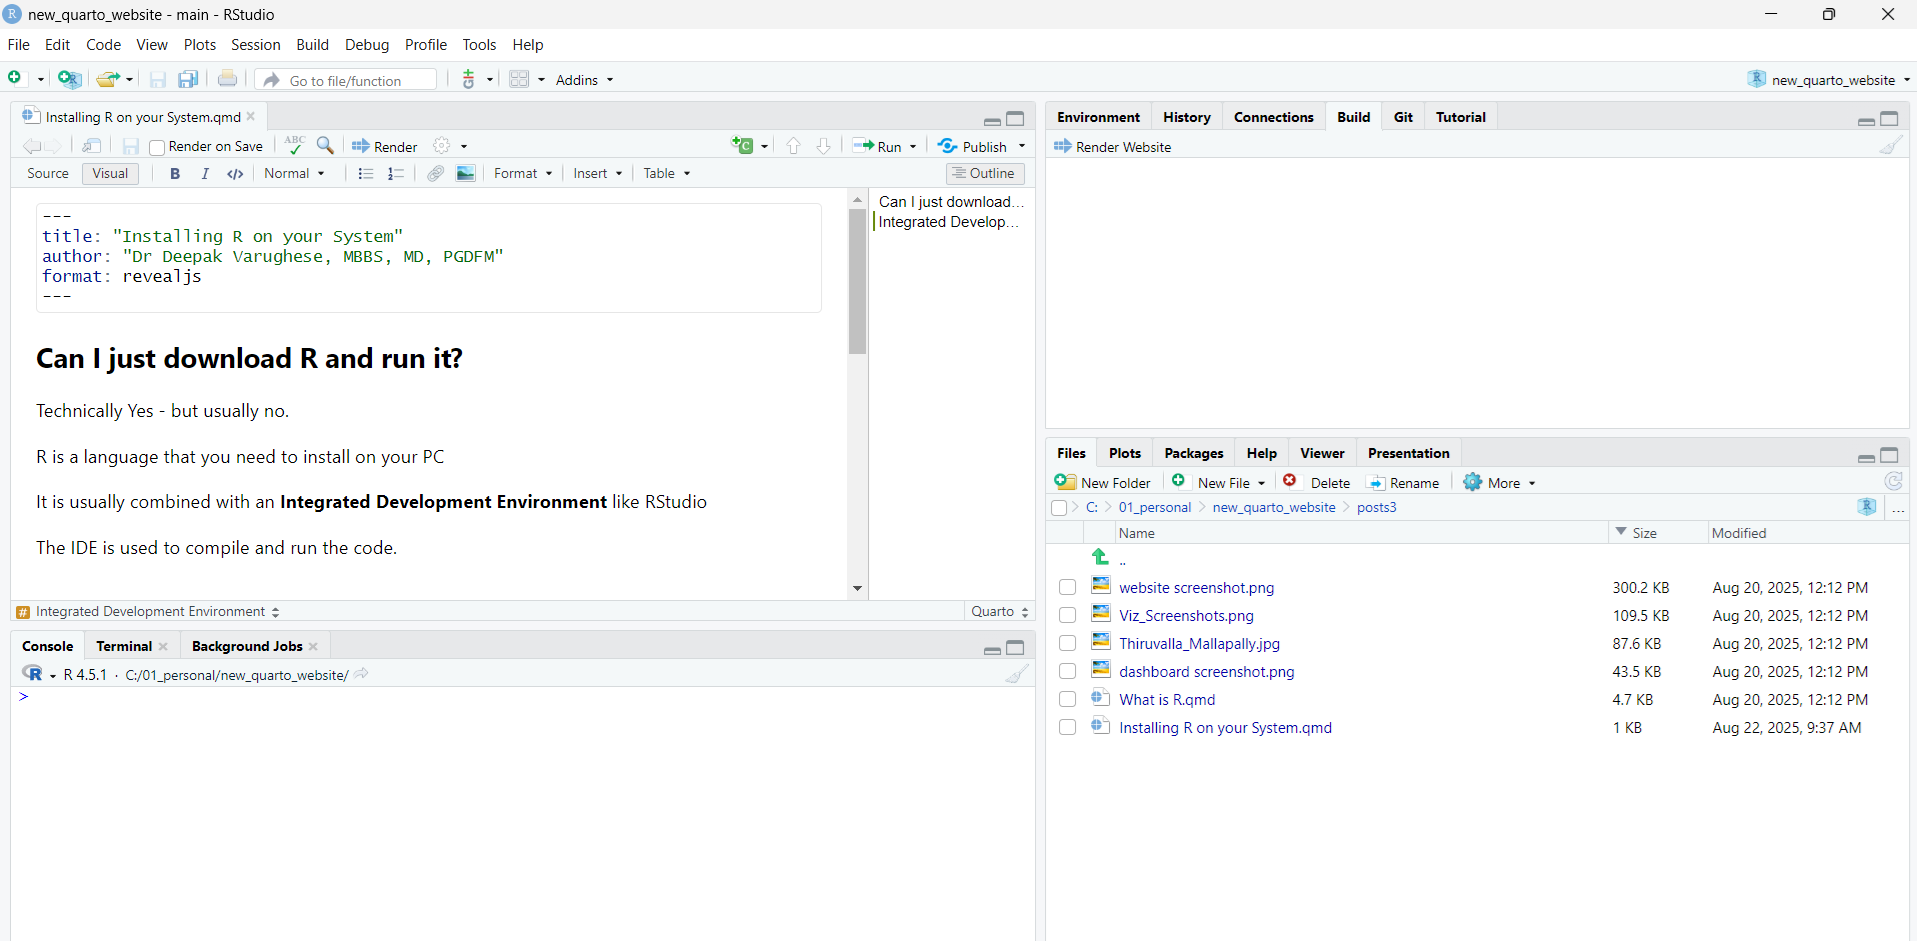 R new_quarto_website - main - RStudio
File Edit Code View Plots Session Build Debug Profile Tools Help
Go to file/function Addins new_quarto_website
Installing R on your System.qmd
ABC Render on Save Render Run Publish
Source Visual B I </> Normal Format Insert Table Outline
---
title: "Installing R on your System"
author: "Dr Deepak Varughese, MBBS, MD, PGDFM"
format: revealjs
---
Can I just download R and run it?
Technically Yes - but usually no.
R is a language that you need to install on your PC
It is usually combined with an Integrated Development Environment like RStudio
The IDE is used to compile and run the code.
Can I just download...
Integrated Develop...
# Integrated Development Environment Quarto
Console Terminal Background Jobs
R R 4.5.1 · C:/01_personal/new_quarto_website/
>
Environment History Connections Build Git Tutorial
Render Website
Files Plots Packages Help Viewer Presentation
New Folder New File Delete Rename More
C: > 01_personal > new_quarto_website > posts3 R ...
Name Size Modified
..
website screenshot.png 300.2 KB Aug 20, 2025, 12:12 PM
Viz_Screenshots.png 109.5 KB Aug 20, 2025, 12:12 PM
Thiruvalla_Mallapally.jpg 87.6 KB Aug 20, 2025, 12:12 PM
dashboard screenshot.png 43.5 KB Aug 20, 2025, 12:12 PM
What is R.qmd 4.7 KB Aug 20, 2025, 12:12 PM
Installing R on your System.qmd 1 KB Aug 22, 2025, 9:37 AM